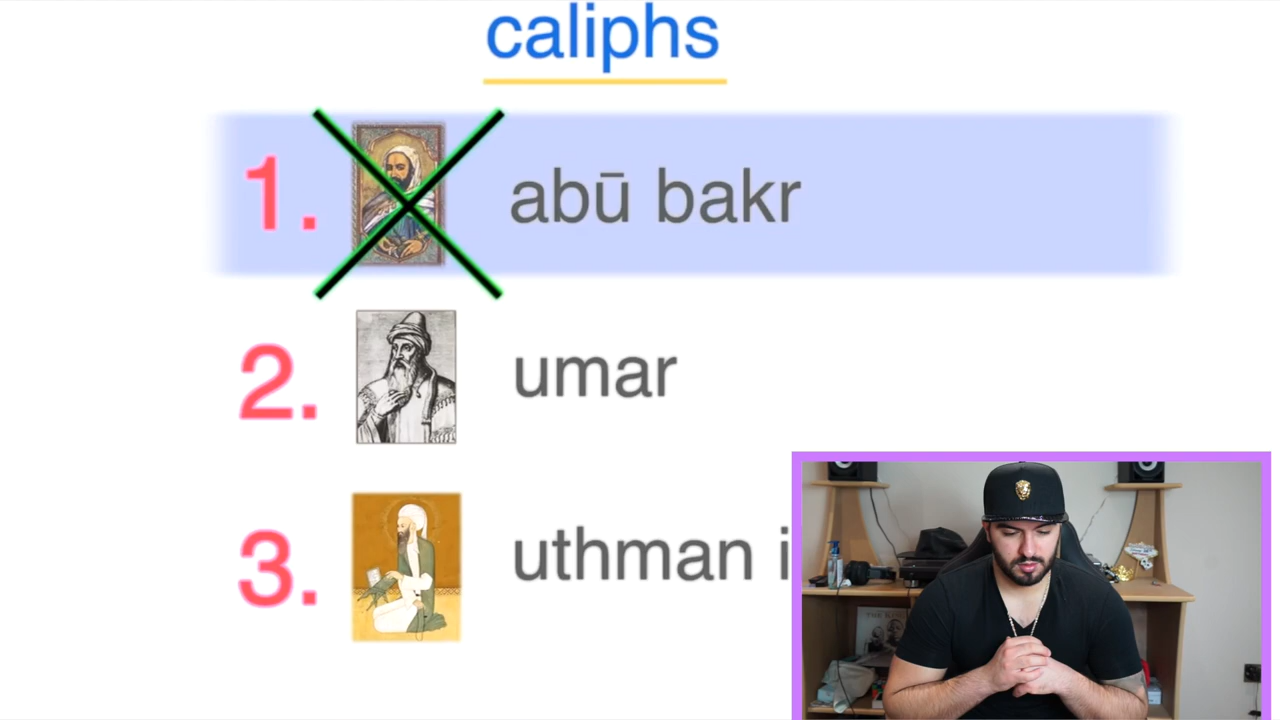 caliphs
1. abū bakr
2. umar
3. uthman i